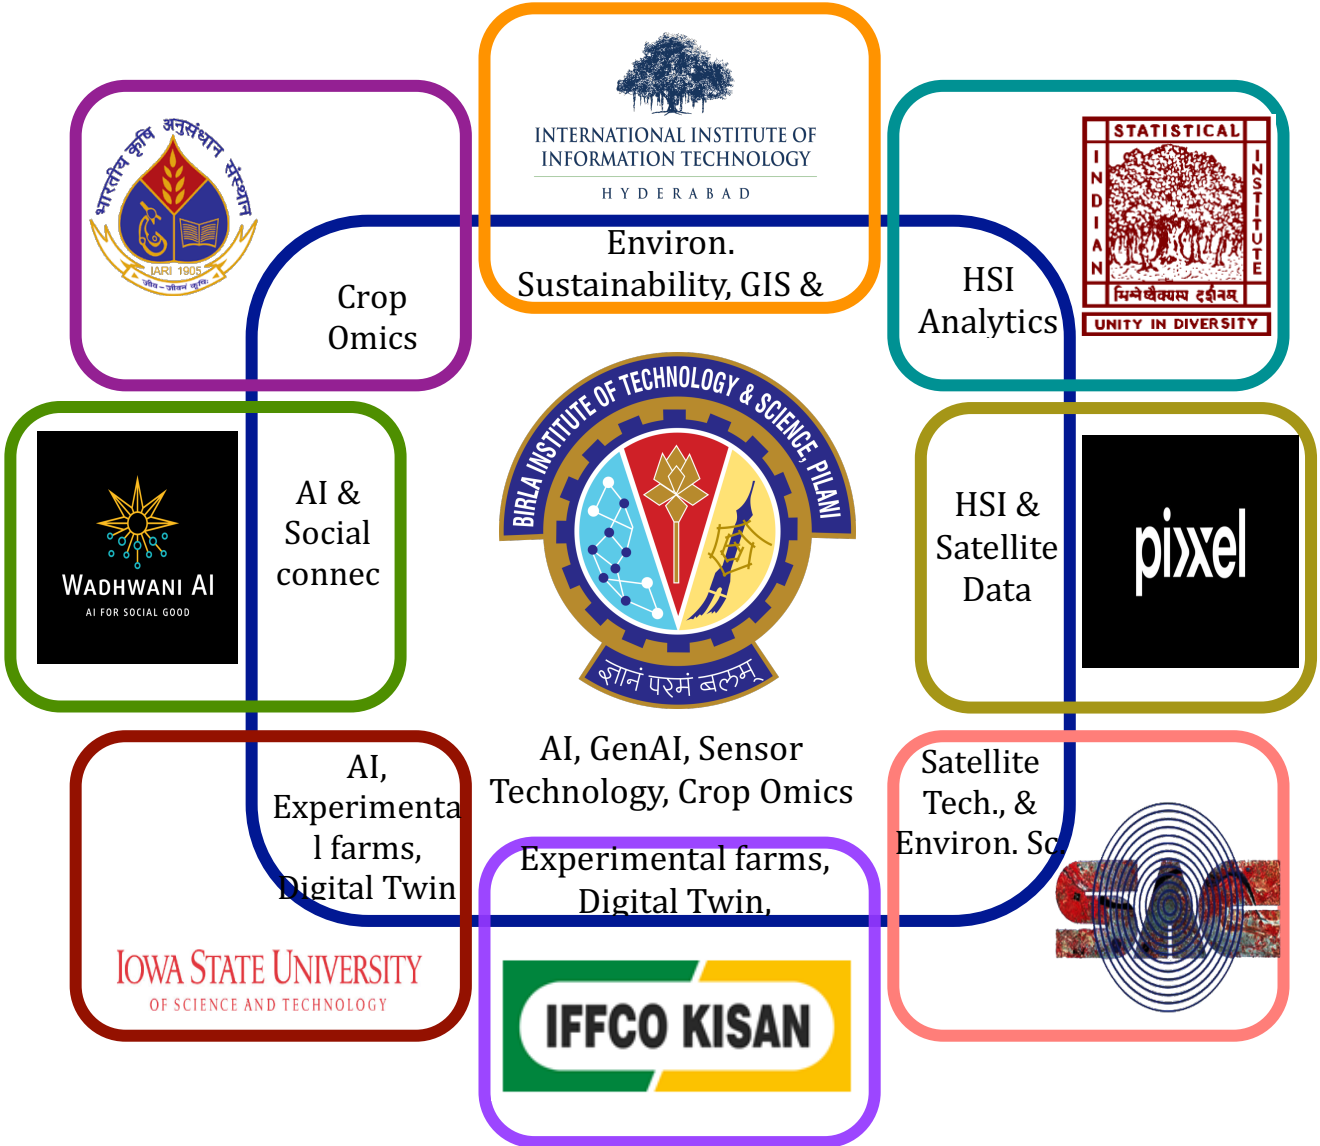 भारतीय कृषि अनुसंधान संस्थान
IARI 1905
Crop
Omics
INTERNATIONAL INSTITUTE OF
INFORMATION TECHNOLOGY
HYDERABAD
Environ.
Sustainability, GIS &
HSI
Analytics
STATISTICAL
INDIAN
INSTITUTE
UNITY IN DIVERSITY
WADHWANI AI
AI FOR SOCIAL GOOD
AI &
Social
connec
BIRLA INSTITUTE OF TECHNOLOGY & SCIENCE, PILANI
ज्ञानं परमं बलम्
AI, GenAI, Sensor
Technology, Crop Omics
HSI &
Satellite
Data
pixxel
AI,
Experimenta
l farms,
Digital Twin
IOWA STATE UNIVERSITY
OF SCIENCE AND TECHNOLOGY
Experimental farms,
Digital Twin,
IFFCO KISAN
Satellite
Tech., &
Environ. Sc.